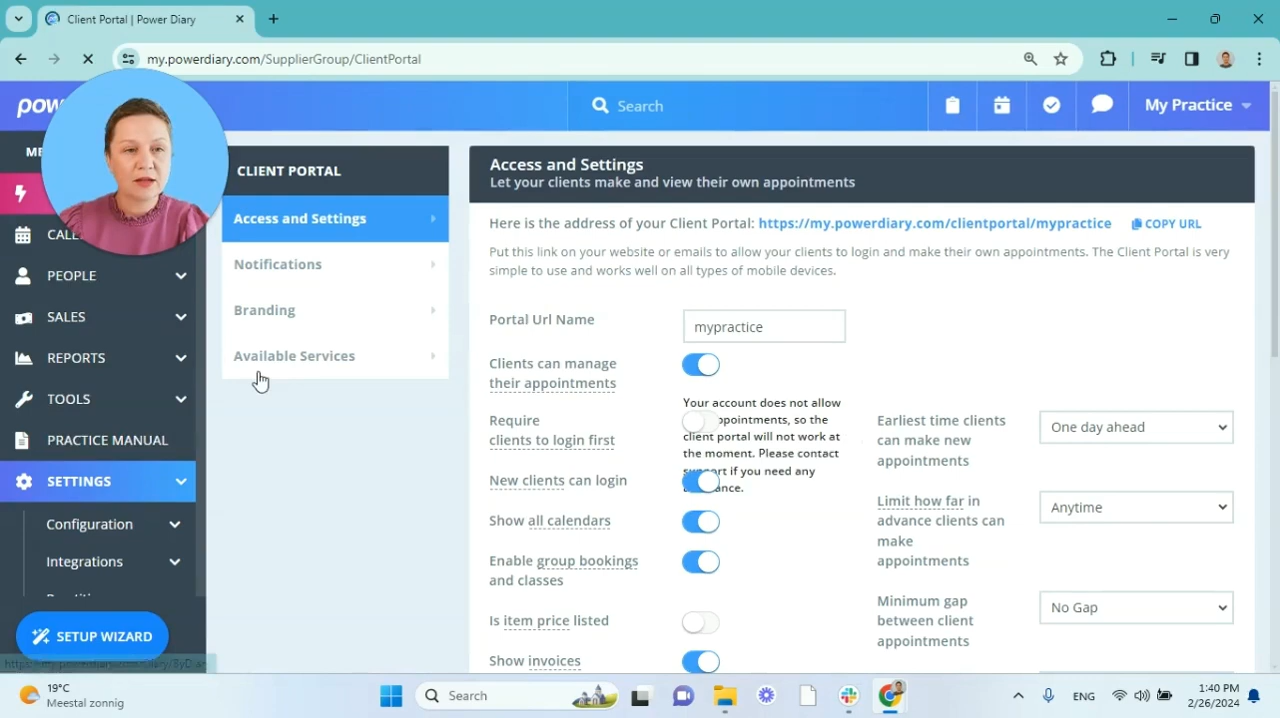 Client Portal | Power Diary
my.powerdiary.com/SupplierGroup/ClientPortal
Search
My Practice
PEOPLE
SALES
REPORTS
TOOLS
PRACTICE MANUAL
SETTINGS
Configuration
Integrations
SETUP WIZARD
CLIENT PORTAL
Access and Settings
Notifications
Branding
Available Services
Access and Settings
Let your clients make and view their own appointments
Here is the address of your Client Portal: https://my.powerdiary.com/clientportal/mypractice COPY URL
Put this link on your website or emails to allow your clients to login and make their own appointments. The Client Portal is very
simple to use and works well on all types of mobile devices.
Portal Url Name
mypractice
Clients can manage
their appointments
Your account does not allow
appointments, so the
client portal will not work at
the moment. Please contact
support if you need any
Require
clients to login first
New clients can login
Show all calendars
Enable group bookings
and classes
Is item price listed
Show invoices
Earliest time clients
can make new
appointments
One day ahead
Limit how far in
advance clients can
make
appointments
Anytime
Minimum gap
between client
appointments
No Gap
19°C
Meestal zonnig
Search
ENG
1:40 PM
2/26/2024